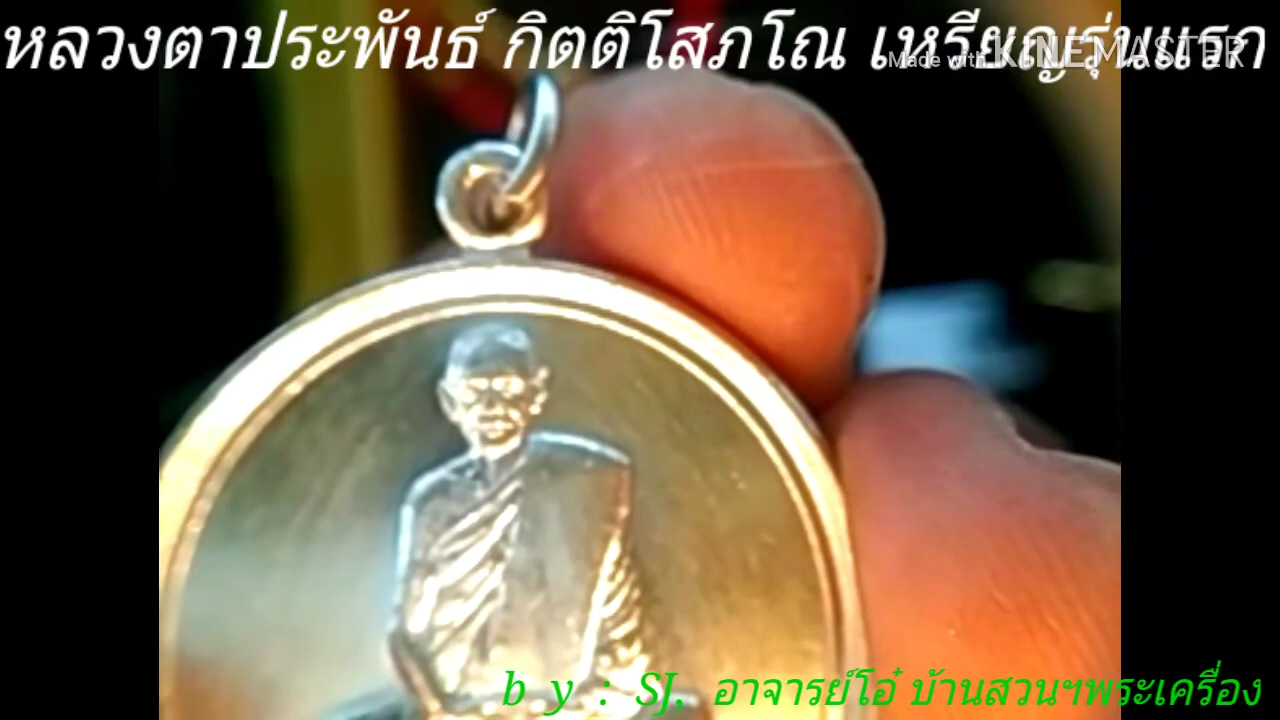 หลวงตาประพันธ์ กิตติโสภโณ เหรียญรุ่นแรก
Made with KINEMASTER
b y : SJ, อาจารย์โอ๋ บ้านสวนฯพระเครื่อง